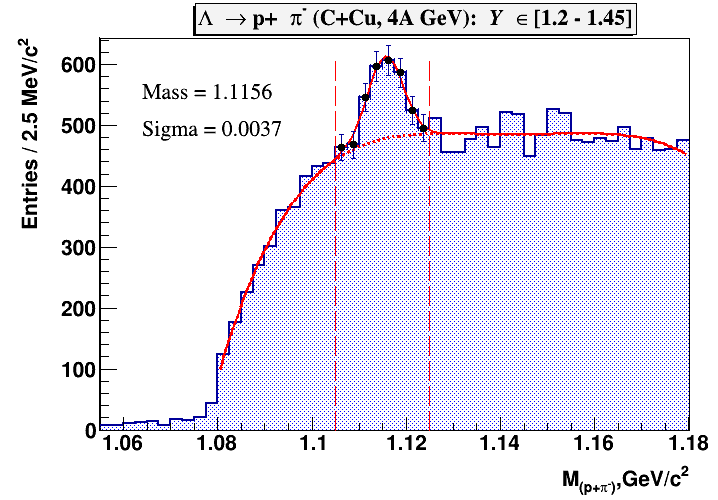 Λ → p+ π⁻ (C+Cu, 4A GeV): Y ∈ [1.2 - 1.45]
Entries / 2.5 MeV/c²
Mass = 1.1156
Sigma = 0.0037
600
500
400
300
200
100
0
1.06 1.08 1.1 1.12 1.14 1.16 1.18
M(p+π⁻),GeV/c²